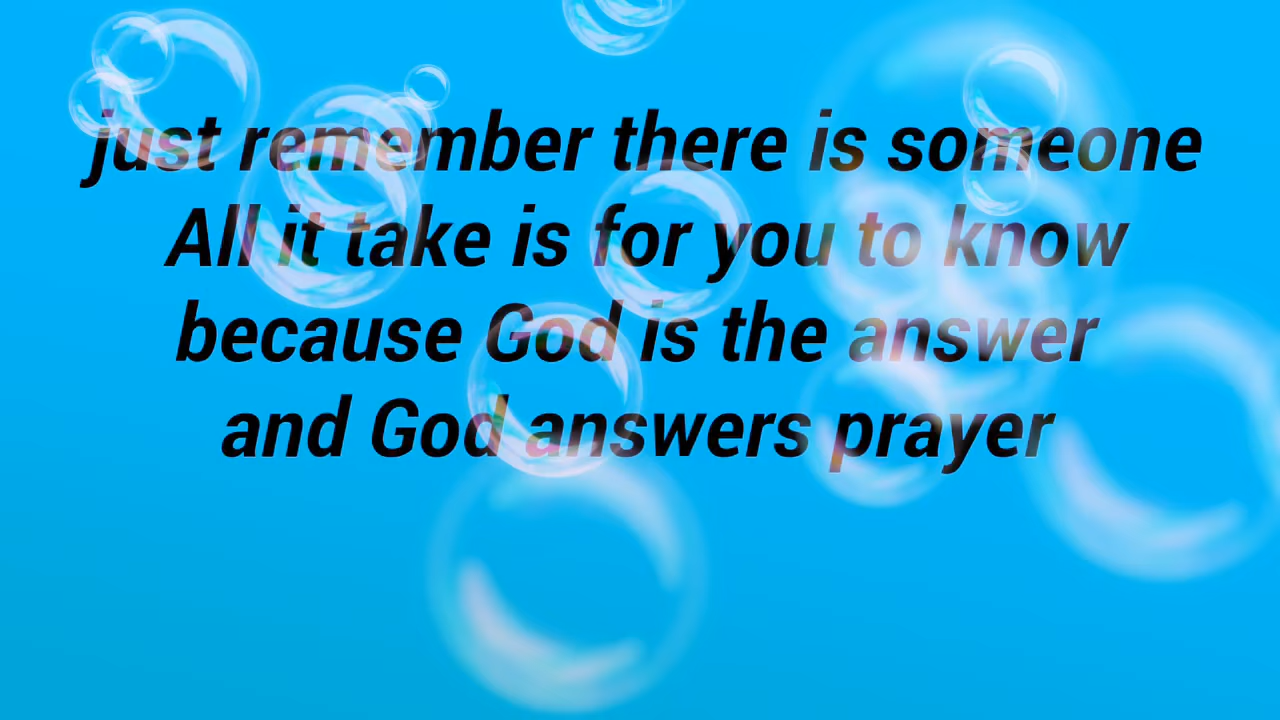 just remember there is someone
All it take is for you to know
because God is the answer
and God answers prayer